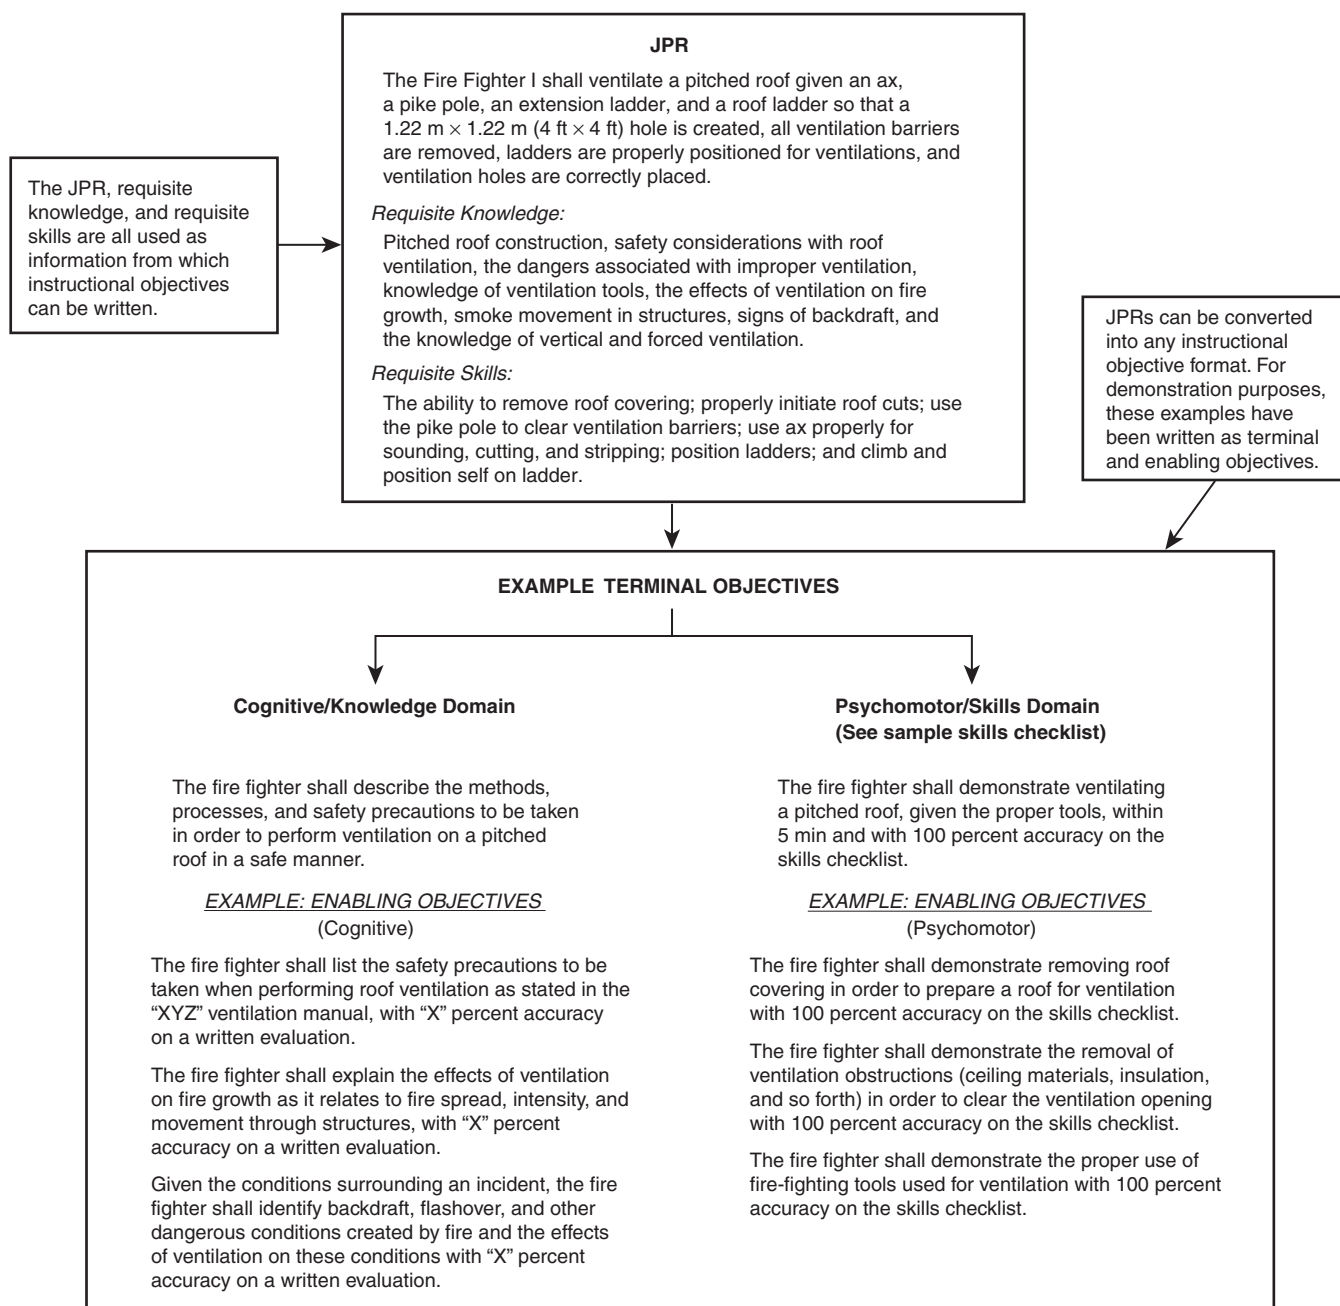 JPR
The Fire Fighter I shall ventilate a pitched roof given an ax,
a pike pole, an extension ladder, and a roof ladder so that a
1.22 m × 1.22 m (4 ft × 4 ft) hole is created, all ventilation barriers
are removed, ladders are properly positioned for ventilations, and
ventilation holes are correctly placed.
Requisite Knowledge:
Pitched roof construction, safety considerations with roof
ventilation, the dangers associated with improper ventilation,
knowledge of ventilation tools, the effects of ventilation on fire
growth, smoke movement in structures, signs of backdraft, and
the knowledge of vertical and forced ventilation.
Requisite Skills:
The ability to remove roof covering; properly initiate roof cuts; use
the pike pole to clear ventilation barriers; use ax properly for
sounding, cutting, and stripping; position ladders; and climb and
position self on ladder.
The JPR, requisite
knowledge, and requisite
skills are all used as
information from which
instructional objectives
can be written.
JPRs can be converted
into any instructional
objective format. For
demonstration purposes,
these examples have
been written as terminal
and enabling objectives.
EXAMPLE TERMINAL OBJECTIVES
Cognitive/Knowledge Domain
The fire fighter shall describe the methods,
processes, and safety precautions to be taken
in order to perform ventilation on a pitched
roof in a safe manner.
EXAMPLE: ENABLING OBJECTIVES
(Cognitive)
The fire fighter shall list the safety precautions to be
taken when performing roof ventilation as stated in the
“XYZ” ventilation manual, with “X” percent accuracy
on a written evaluation.
The fire fighter shall explain the effects of ventilation
on fire growth as it relates to fire spread, intensity, and
movement through structures, with “X” percent
accuracy on a written evaluation.
Given the conditions surrounding an incident, the fire
fighter shall identify backdraft, flashover, and other
dangerous conditions created by fire and the effects
of ventilation on these conditions with “X” percent
accuracy on a written evaluation.
Psychomotor/Skills Domain
(See sample skills checklist)
The fire fighter shall demonstrate ventilating
a pitched roof, given the proper tools, within
5 min and with 100 percent accuracy on the
skills checklist.
EXAMPLE: ENABLING OBJECTIVES
(Psychomotor)
The fire fighter shall demonstrate removing roof
covering in order to prepare a roof for ventilation
with 100 percent accuracy on the skills checklist.
The fire fighter shall demonstrate the removal of
ventilation obstructions (ceiling materials, insulation,
and so forth) in order to clear the ventilation opening
with 100 percent accuracy on the skills checklist.
The fire fighter shall demonstrate the proper use of
fire-fighting tools used for ventilation with 100 percent
accuracy on the skills checklist.